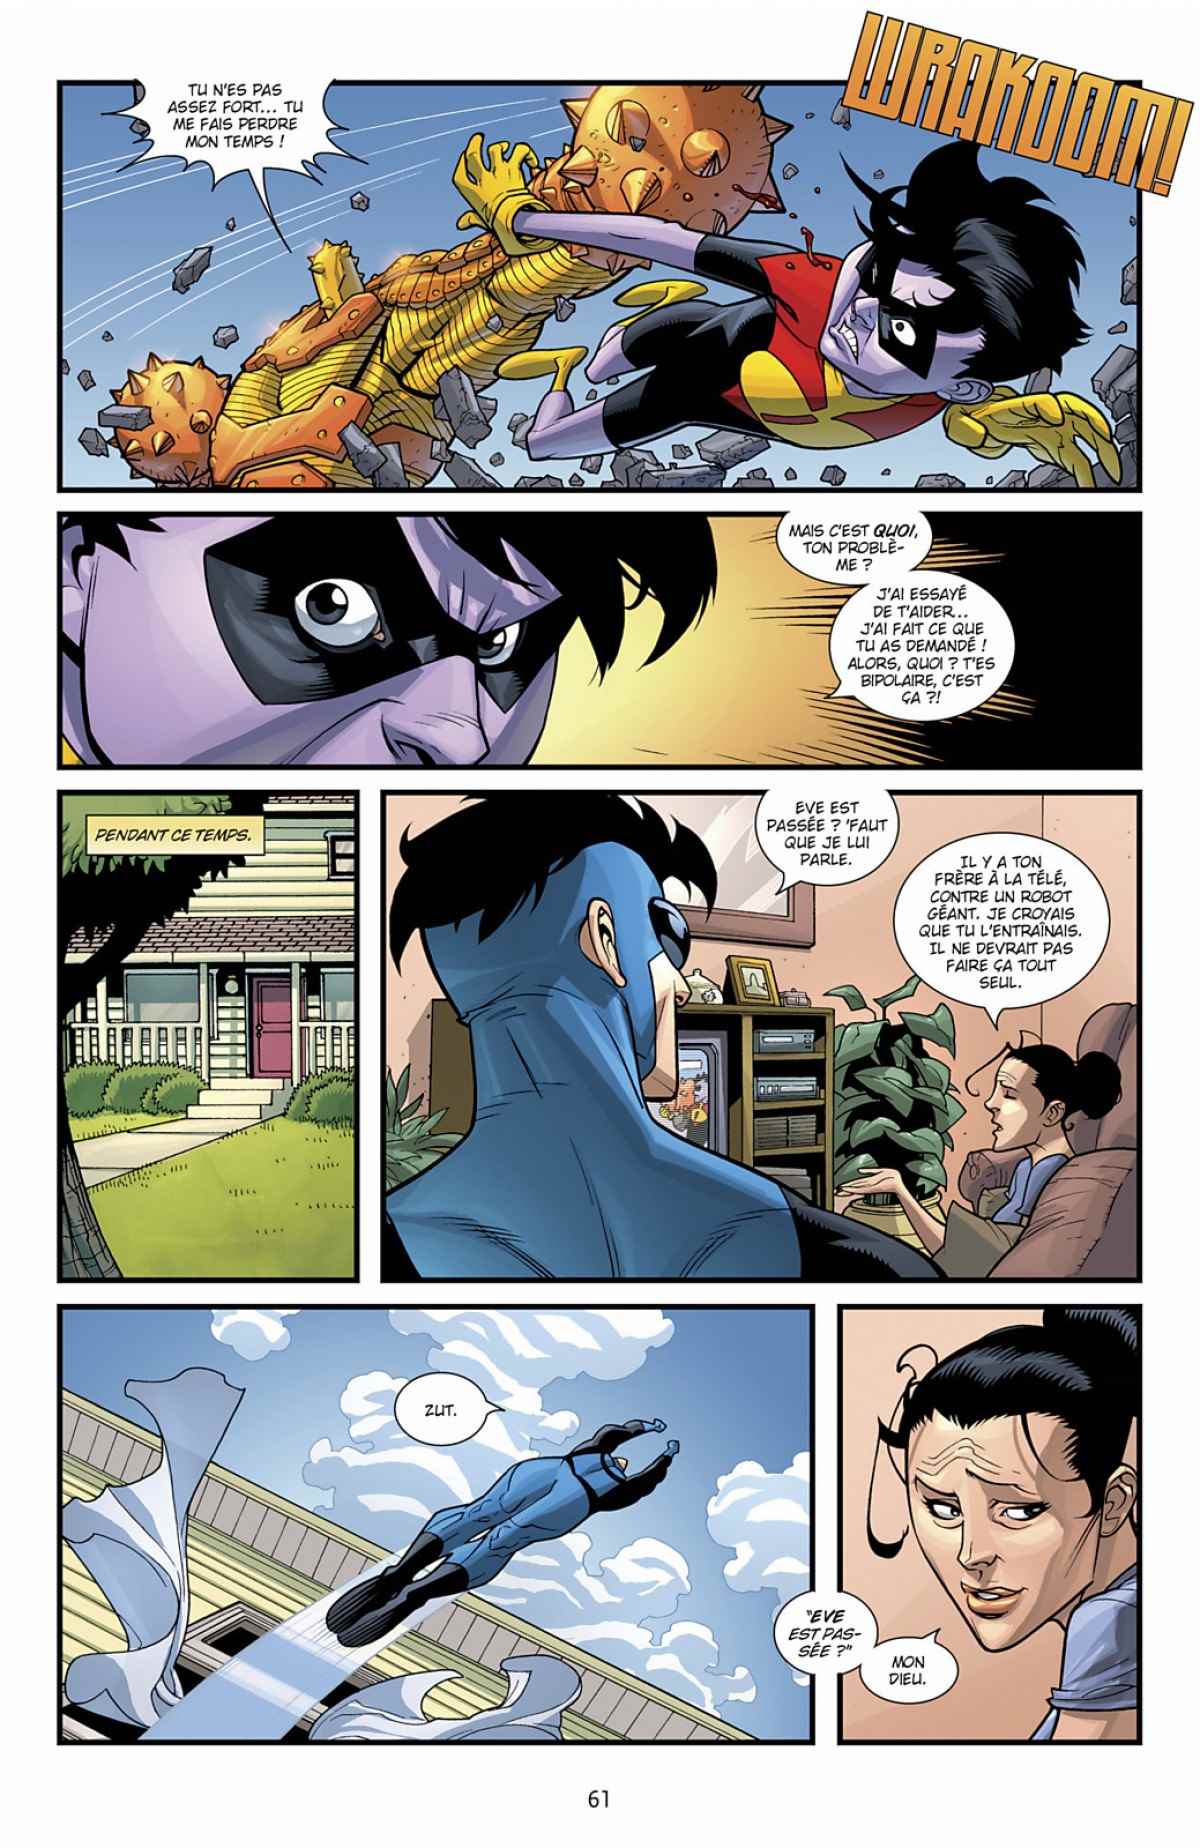 WRAKOOM!
TU N'ES PAS
ASSEZ FORT... TU
ME FAIS PERDRE
MON TEMPS !
MAIS C'EST QUOI,
TON PROBLÈ-
ME ?
J'AI ESSAYÉ
DE T'AIDER...
J'AI FAIT CE QUE
TU AS DEMANDÉ !
ALORS, QUOI ? T'ES
BIPOLAIRE, C'EST
ÇA ?!
PENDANT CE TEMPS.
EVE EST
PASSÉE ? 'FAUT
QUE JE LUI
PARLE.
IL Y A TON
FRÈRE À LA TÉLÉ,
CONTRE UN ROBOT
GÉANT. JE CROYAIS
QUE TU L'ENTRAÎNAIS.
IL NE DEVRAIT PAS
FAIRE ÇA TOUT
SEUL.
ZUT.
"EVE
EST PAS-
SÉE ?"
MON
DIEU.
61